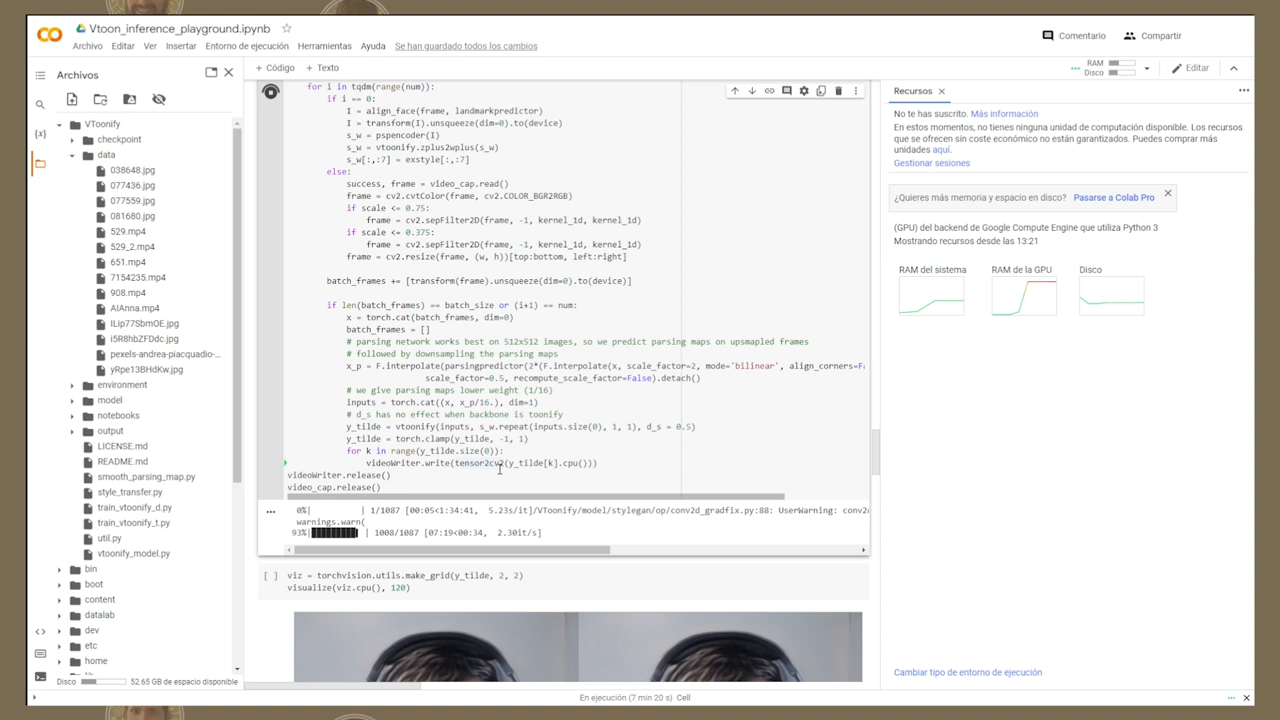 Vtoon_inference_playground.ipynb
Archivo Editar Ver Insertar Entorno de ejecución Herramientas Ayuda Se han guardado todos los cambios
Comentario Compartir
Archivos
+ Código + Texto
RAM
Disco
Editar
VToonify
checkpoint
data
038648.jpg
077436.jpg
077559.jpg
081680.jpg
529.mp4
529_2.mp4
651.mp4
7154235.mp4
908.mp4
AIAnna.mp4
ILip77SbmOE.jpg
i5R8hbZFDdc.jpg
pexels-andrea-piacquadio-...
yRpe13BHdKw.jpg
environment
model
notebooks
output
LICENSE.md
README.md
smooth_parsing_map.py
style_transfer.py
train_vtoonify_d.py
train_vtoonify_t.py
util.py
vtoonify_model.py
bin
boot
content
datalab
dev
etc
home
Disco 52.65 GB de espacio disponible
for i in tqdm(range(num)):
if i == 0:
I = align_face(frame, landmarkpredictor)
I = transform(I).unsqueeze(dim=0).to(device)
s_w = pspencoder(I)
s_w = vtoonify.zplus2wplus(s_w)
s_w[:,:7] = exstyle[:,:7]
else:
success, frame = video_cap.read()
frame = cv2.cvtColor(frame, cv2.COLOR_BGR2RGB)
if scale <= 0.75:
frame = cv2.sepFilter2D(frame, -1, kernel_1d, kernel_1d)
if scale <= 0.375:
frame = cv2.sepFilter2D(frame, -1, kernel_1d, kernel_1d)
frame = cv2.resize(frame, (w, h))[top:bottom, left:right]
batch_frames += [transform(frame).unsqueeze(dim=0).to(device)]
if len(batch_frames) == batch_size or (i+1) == num:
x = torch.cat(batch_frames, dim=0)
batch_frames = []
# parsing network works best on 512x512 images, so we predict parsing maps on upsmapled frames
# followed by downsampling the parsing maps
x_p = F.interpolate(parsingpredictor(2*(F.interpolate(x, scale_factor=2, mode='bilinear', align_corners=Fa
scale_factor=0.5, recompute_scale_factor=False).detach()
# we give parsing maps lower weight (1/16)
inputs = torch.cat((x, x_p/16.), dim=1)
# d_s has no effect when backbone is toonify
y_tilde = vtoonify(inputs, s_w.repeat(inputs.size(0), 1, 1), d_s = 0.5)
y_tilde = torch.clamp(y_tilde, -1, 1)
for k in range(y_tilde.size(0)):
videoWriter.write(tensor2cv2(y_tilde[k].cpu()))
videoWriter.release()
video_cap.release()
0%| | 1/1087 [00:05<1:34:41, 5.23s/it]/VToonify/model/stylegan/op/conv2d_gradfix.py:88: UserWarning: conv2d
warnings.warn(
93%| | 1008/1087 [07:19<00:34, 2.30it/s]
[ ] viz = torchvision.utils.make_grid(y_tilde, 2, 2)
visualize(viz.cpu(), 120)
Recursos
No te has suscrito. Más información
En estos momentos, no tienes ninguna unidad de computación disponible. Los recursos
que se ofrecen sin coste económico no están garantizados. Puedes comprar más
unidades aquí.
Gestionar sesiones
¿Quieres más memoria y espacio en disco? Pasarse a Colab Pro
(GPU) del backend de Google Compute Engine que utiliza Python 3
Mostrando recursos desde las 13:21
RAM del sistema RAM de la GPU Disco
Cambiar tipo de entorno de ejecución
En ejecución (7 min 20 s) Cell